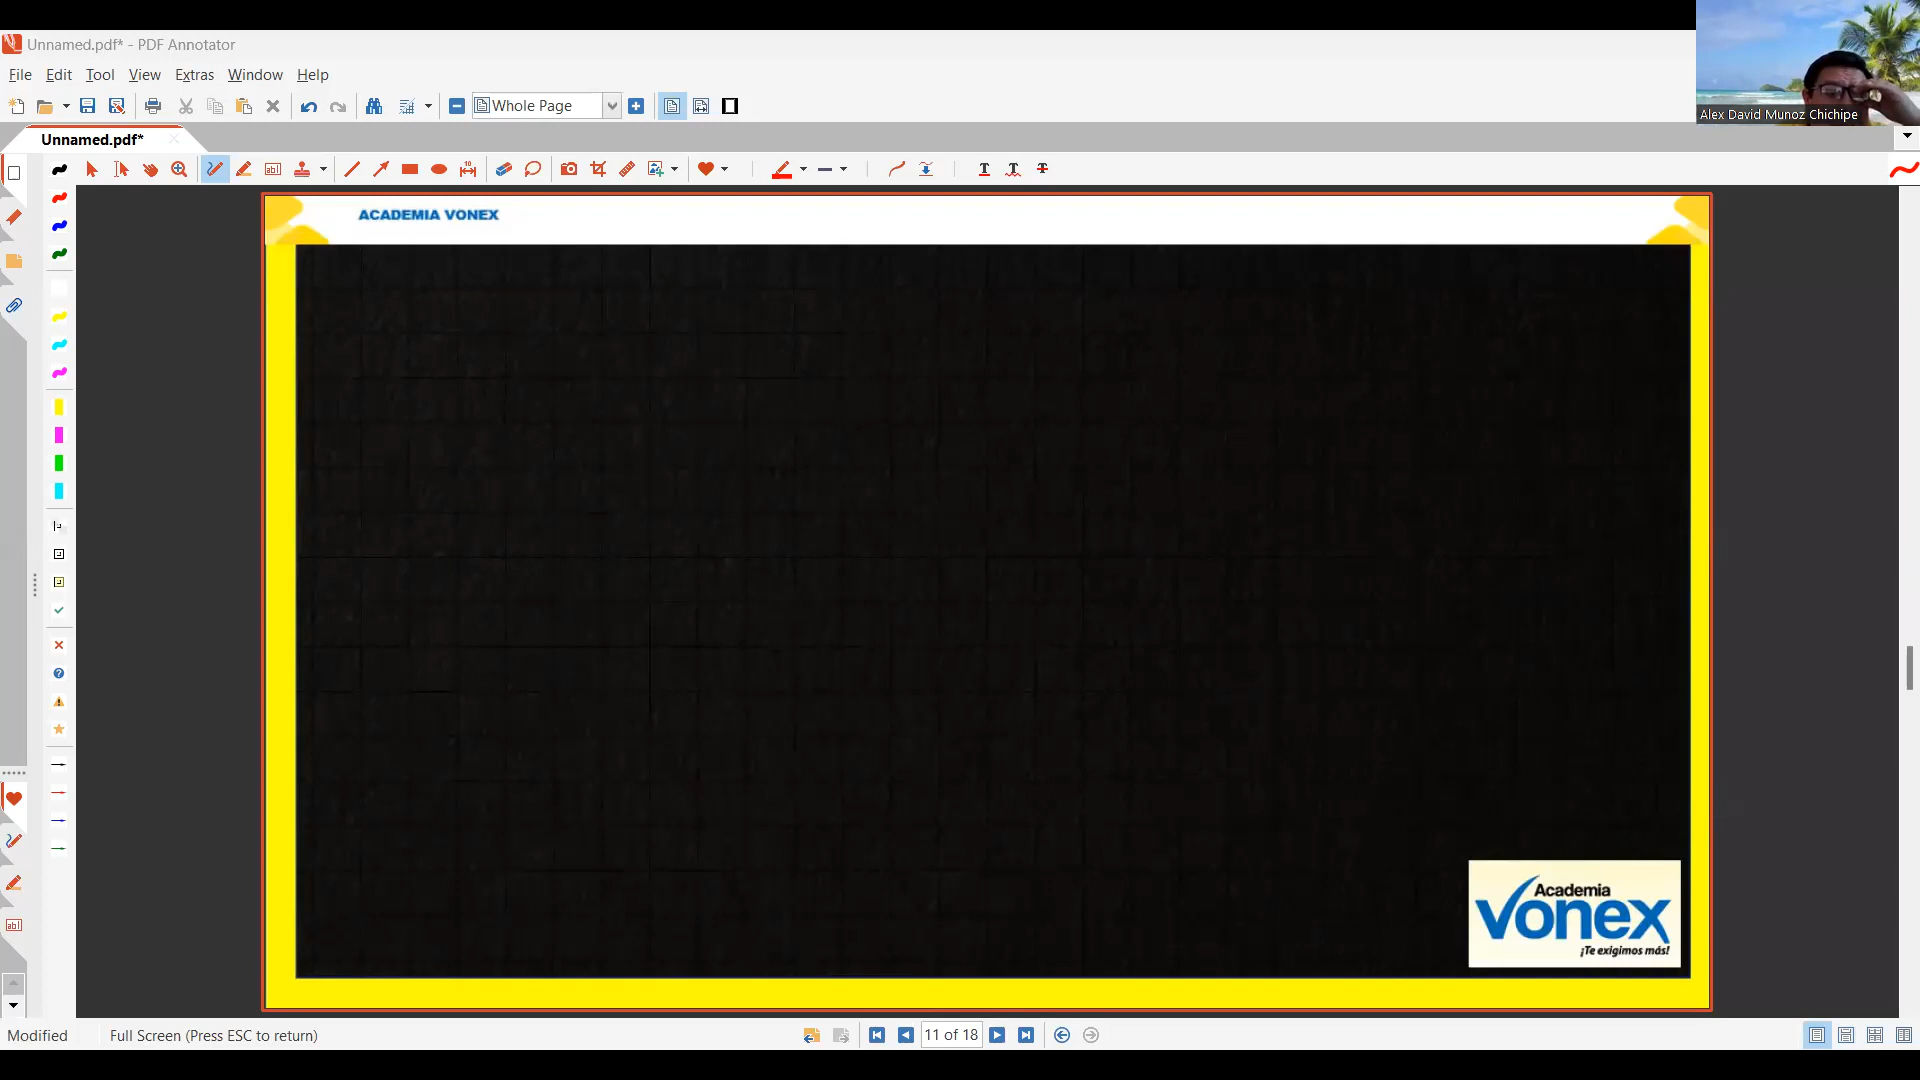 Unnamed.pdf* - PDF Annotator
File Edit Tool View Extras Window Help
Whole Page
Alex David Munoz Chichipe
Unnamed.pdf*
ACADEMIA VONEX
Academia
vonex
¡Te exigimos más!
Modified Full Screen (Press ESC to return) 11 of 18